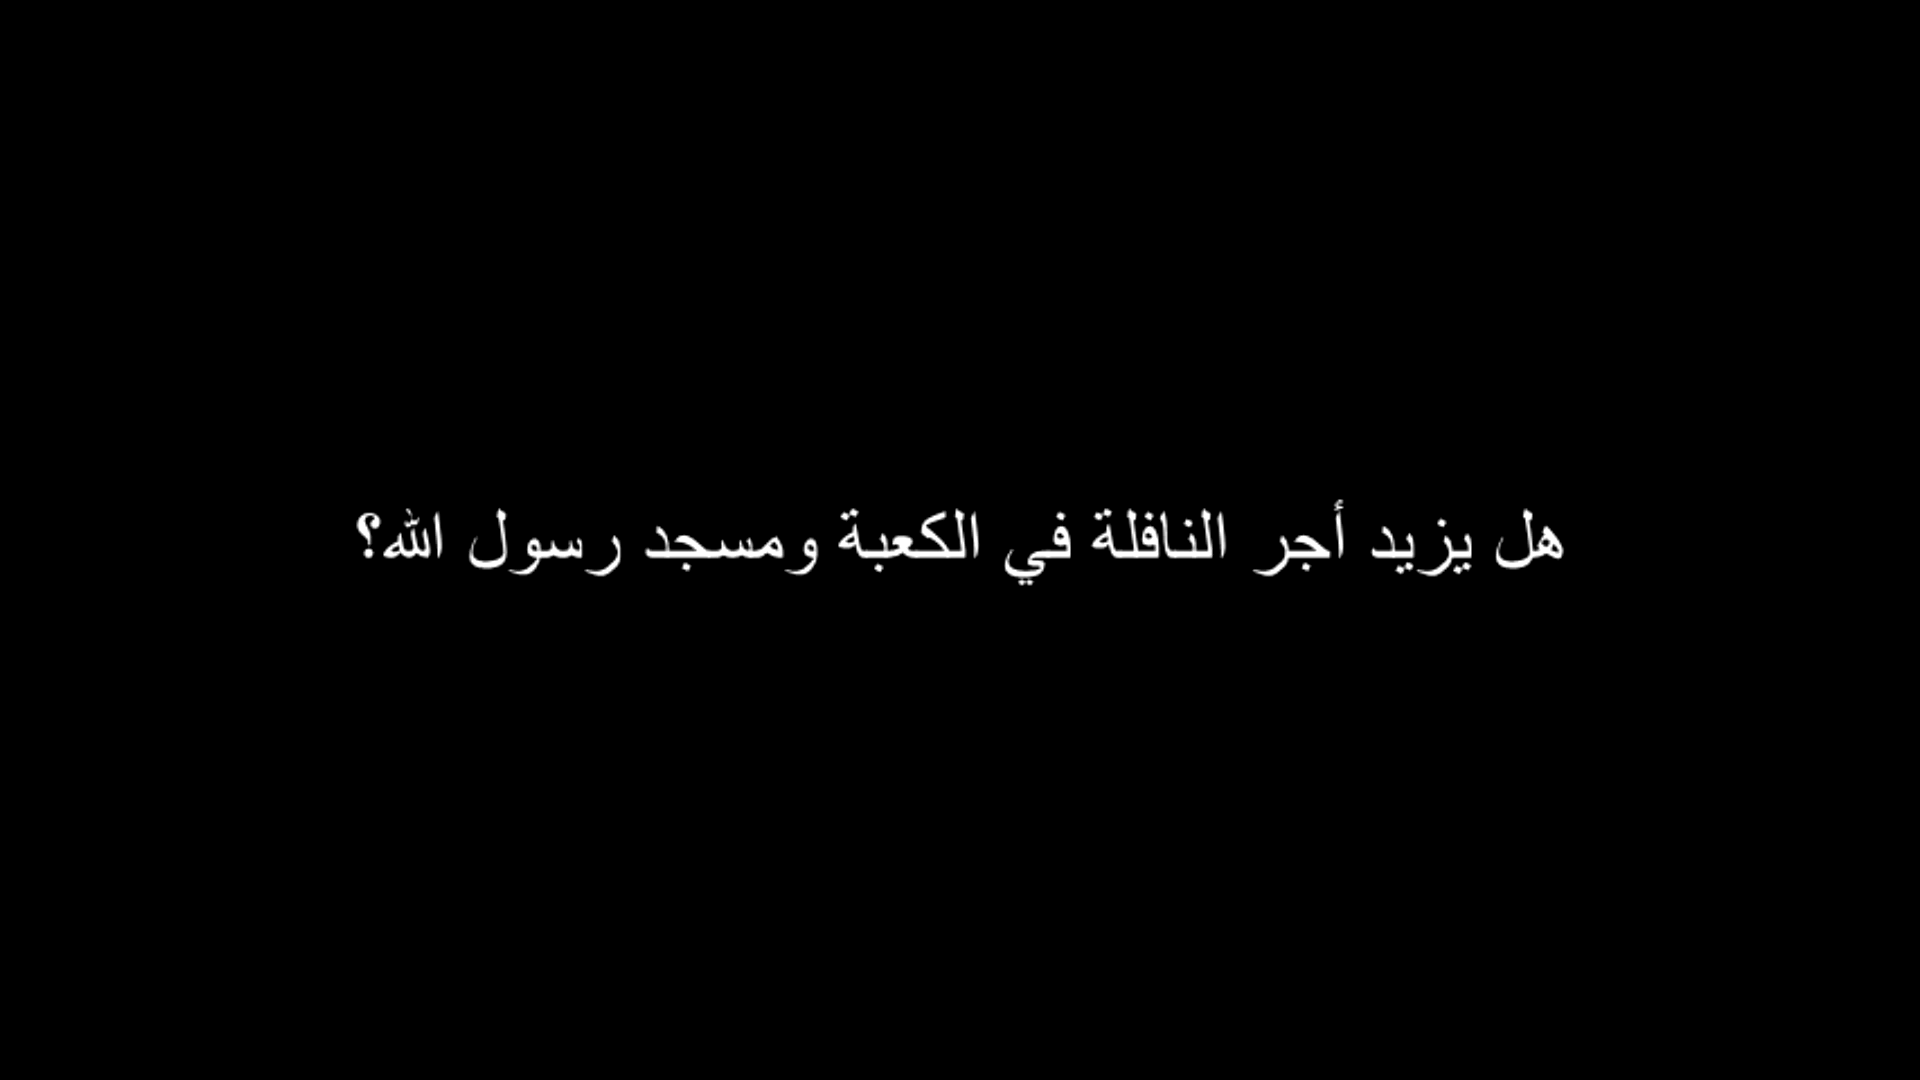 هل يزيد أجر النافلة في الكعبة ومسجد رسول الله؟